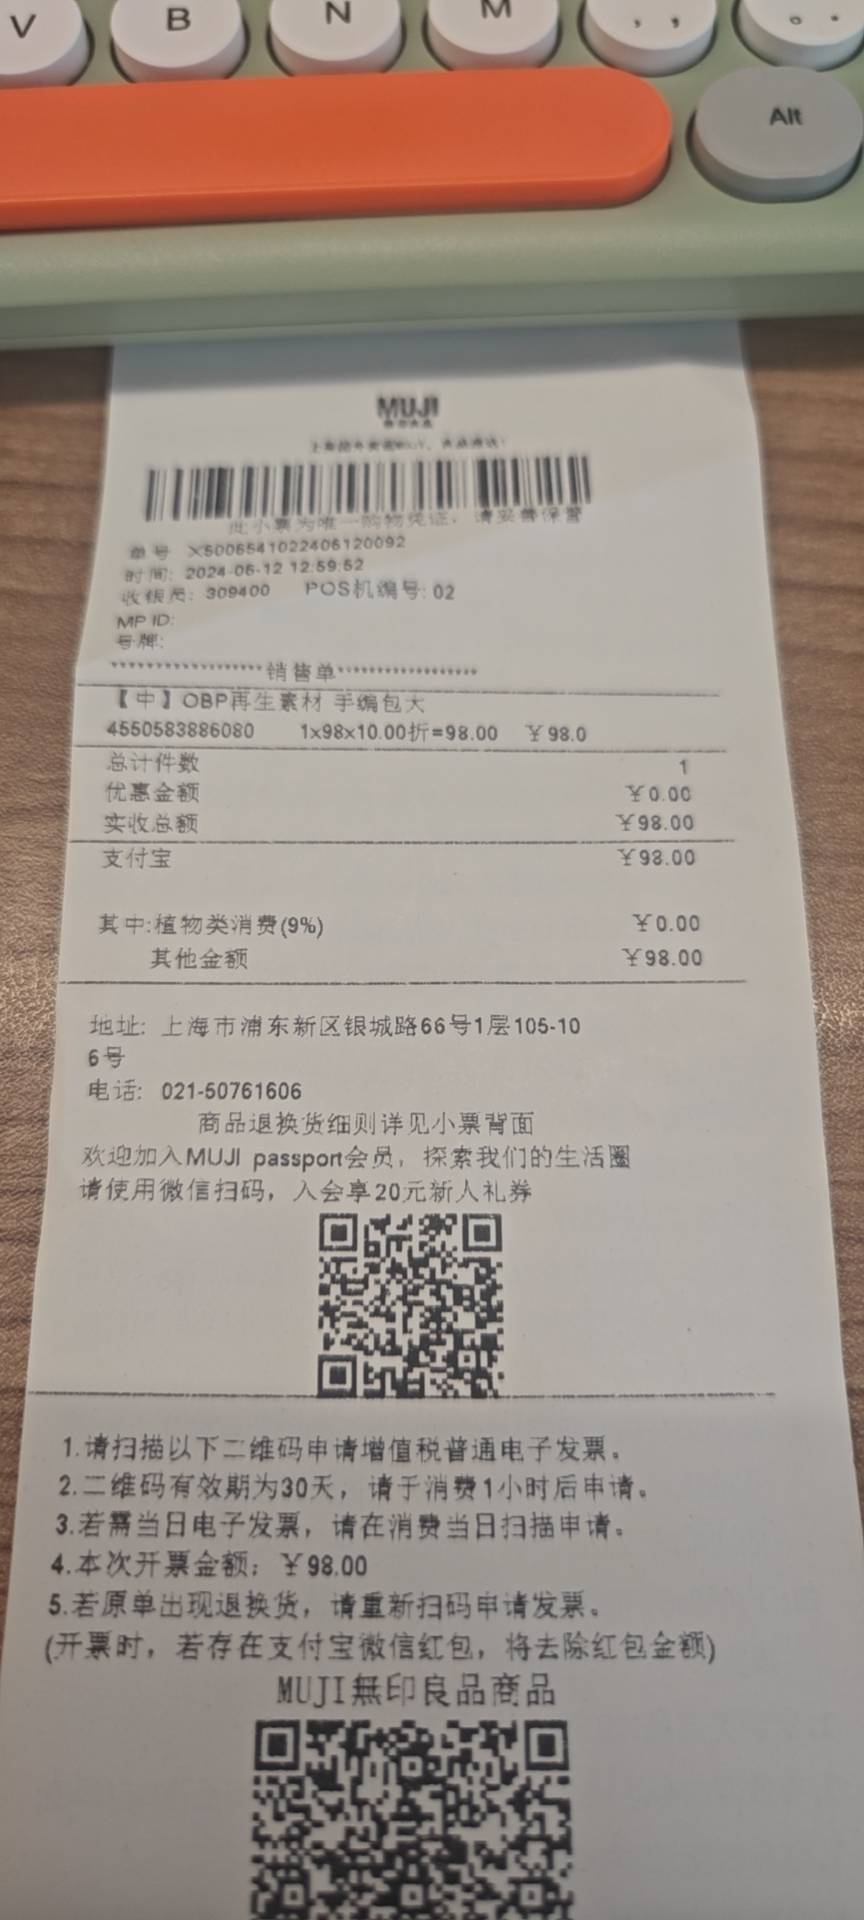 V B N M , , 。 .
Alt
MUJI
此小票为唯一购物凭证，请妥善保管
单号 X5006541022406120092
时间: 2024-06-12 12:59:52
收银员: 309400 POS机编号: 02
MP ID:
号牌:
******************销售单******************
【中】OBP再生素材 手编包大
4550583886080 1x98x10.00折=98.00 ￥98.0
总计件数 1
优惠金额 ￥0.00
实收总额 ￥98.00
支付宝 ￥98.00
其中:植物类消费(9%) ￥0.00
其他金额 ￥98.00
地址: 上海市浦东新区银城路66号1层105-10
6号
电话: 021-50761606
商品退换货细则详见小票背面
欢迎加入MUJI passport会员，探索我们的生活圈
请使用微信扫码，入会享20元新人礼券
1.请扫描以下二维码申请增值税普通电子发票。
2.二维码有效期为30天，请于消费1小时后申请。
3.若需当日电子发票，请在消费当日扫描申请。
4.本次开票金额：￥98.00
5.若原单出现退换货，请重新扫码申请发票。
(开票时，若存在支付宝微信红包，将去除红包金额)
MUJI無印良品商品